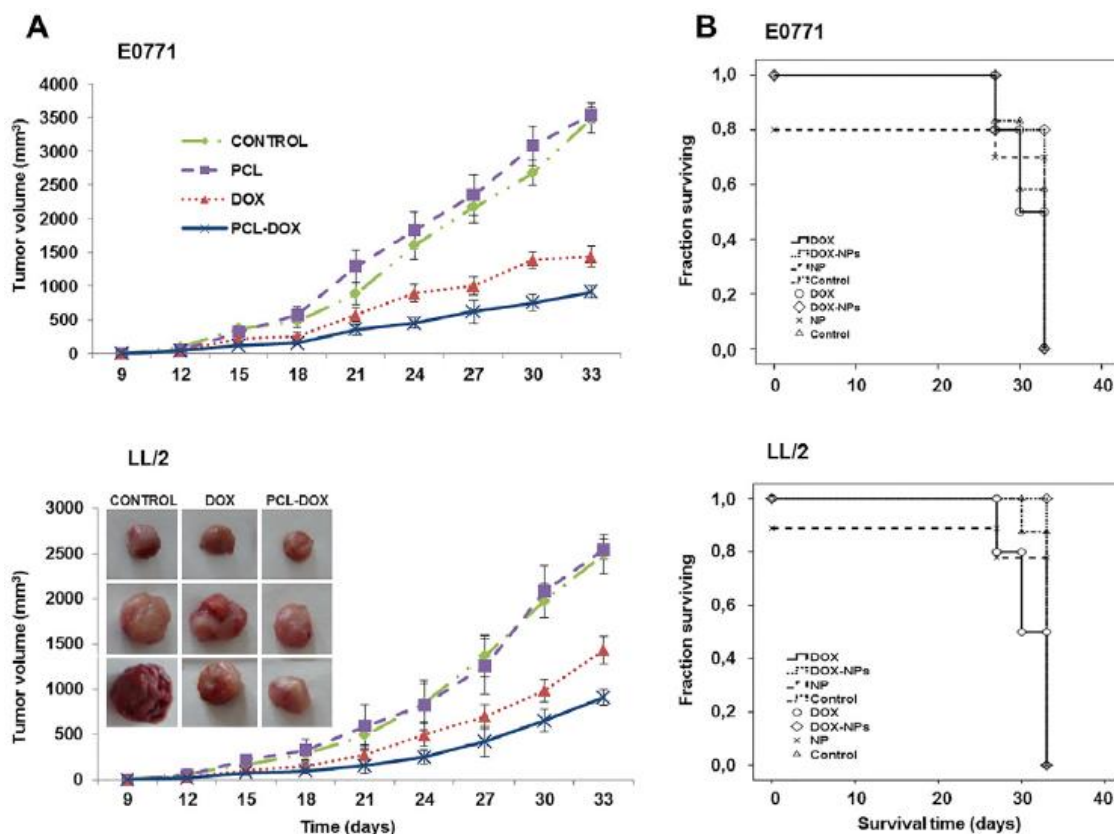 A
E0771
4000
3500
3000
2500
2000
1500
1000
500
0
Tumor volume (mm³)
CONTROL
PCL
DOX
PCL-DOX
9 12 15 18 21 24 27 30 33
B
E0771
1,0
0,8
0,6
0,4
0,2
0,0
Fraction surviving
DOX
DOX-NPs
NP
Control
DOX
DOX-NPs
NP
Control
0 10 20 30 40
LL/2
CONTROL DOX PCL-DOX
3000
2500
2000
1500
1000
500
0
Tumor volume (mm³)
9 12 15 18 21 24 27 30 33
Time (days)
LL/2
1,0
0,8
0,6
0,4
0,2
0,0
Fraction surviving
DOX
DOX-NPs
NP
Control
DOX
DOX-NPs
NP
Control
0 10 20 30 40
Survival time (days)